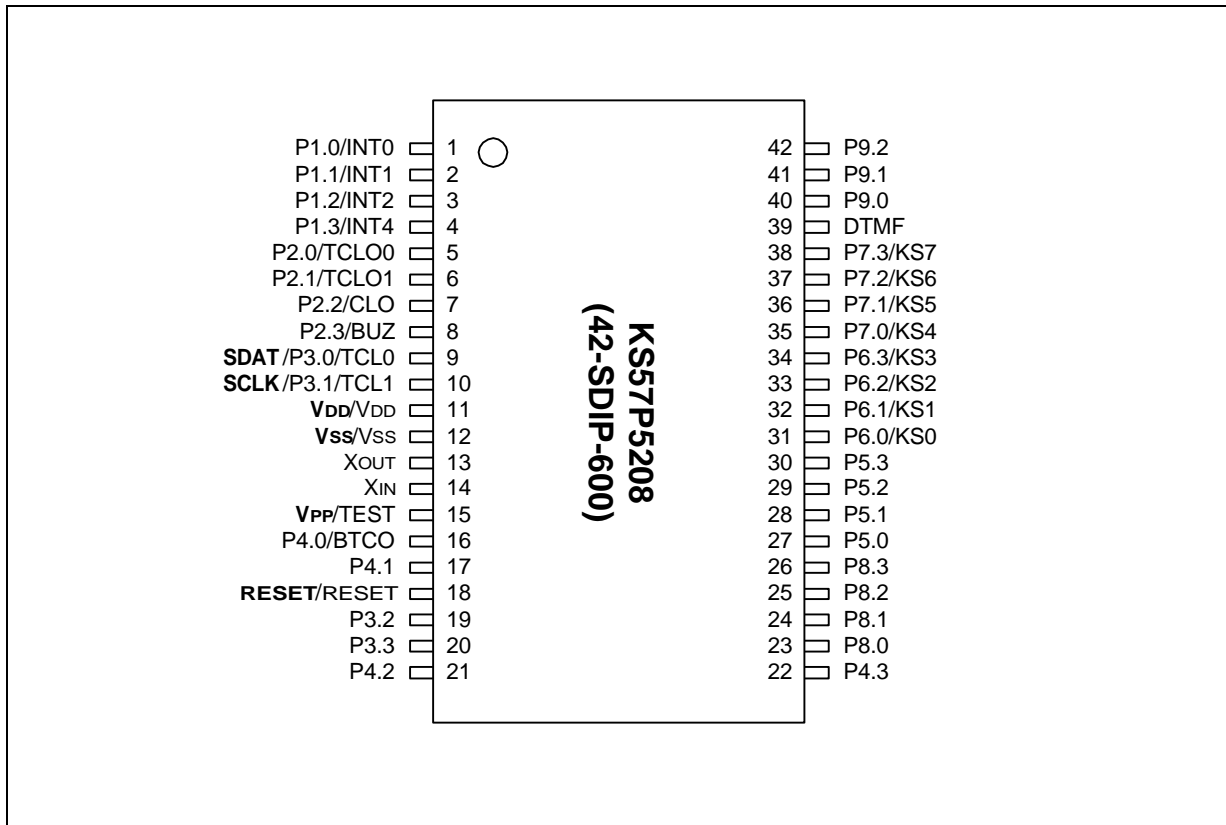 P1.0/INT0 1
P1.1/INT1 2
P1.2/INT2 3
P1.3/INT4 4
P2.0/TCLO0 5
P2.1/TCLO1 6
P2.2/CLO 7
P2.3/BUZ 8
SDAT/P3.0/TCL0 9
SCLK/P3.1/TCL1 10
VDD/VDD 11
VSS/VSS 12
XOUT 13
XIN 14
VPP/TEST 15
P4.0/BTCO 16
P4.1 17
RESET/RESET 18
P3.2 19
P3.3 20
P4.2 21
KS57P5208
(42-SDIP-600)
42 P9.2
41 P9.1
40 P9.0
39 DTMF
38 P7.3/KS7
37 P7.2/KS6
36 P7.1/KS5
35 P7.0/KS4
34 P6.3/KS3
33 P6.2/KS2
32 P6.1/KS1
31 P6.0/KS0
30 P5.3
29 P5.2
28 P5.1
27 P5.0
26 P8.3
25 P8.2
24 P8.1
23 P8.0
22 P4.3